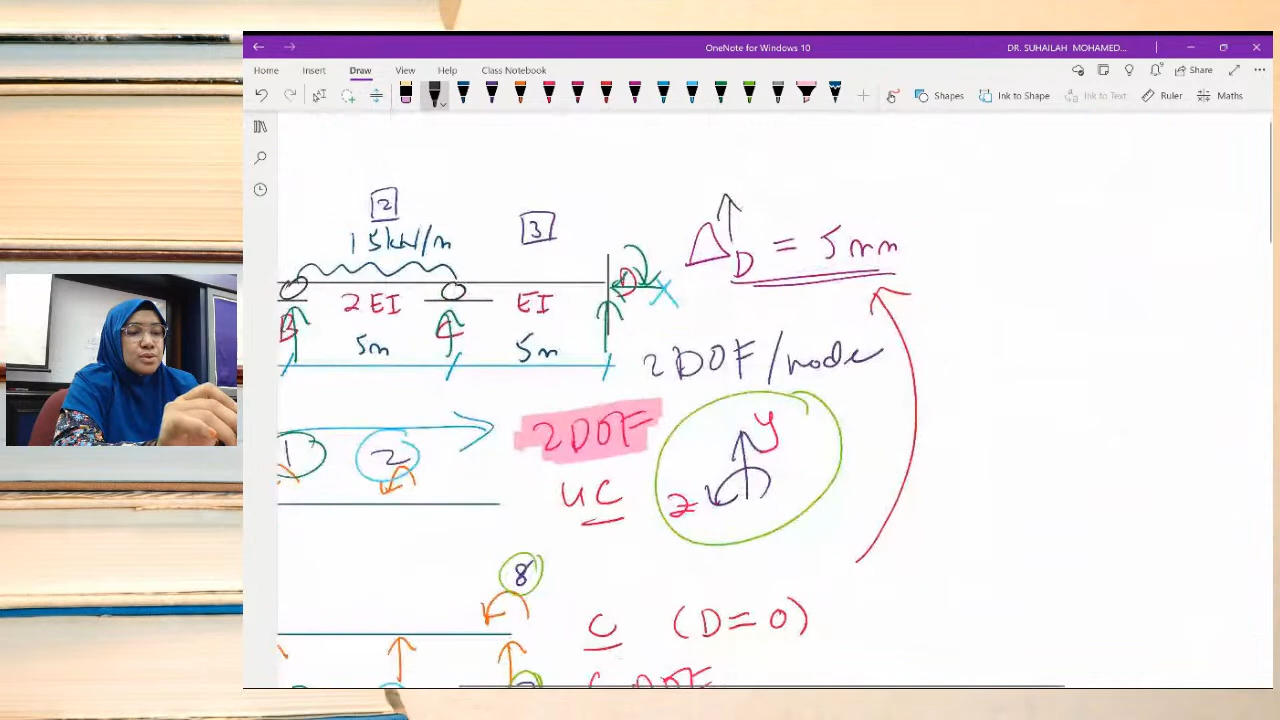 OneNote for Windows 10
DR. SUHAILAH MOHAMED...
Home Insert Draw View Help Class Notebook
Share
Shapes Ink to Shape Ink to Text Ruler Maths
2
3
15kN/m
Δ D = 5mm
D
2EI EI
B C
5m 5m
2DOF/node
1 2 2DOF
y
z
UC
8
C (D=0)
DOF